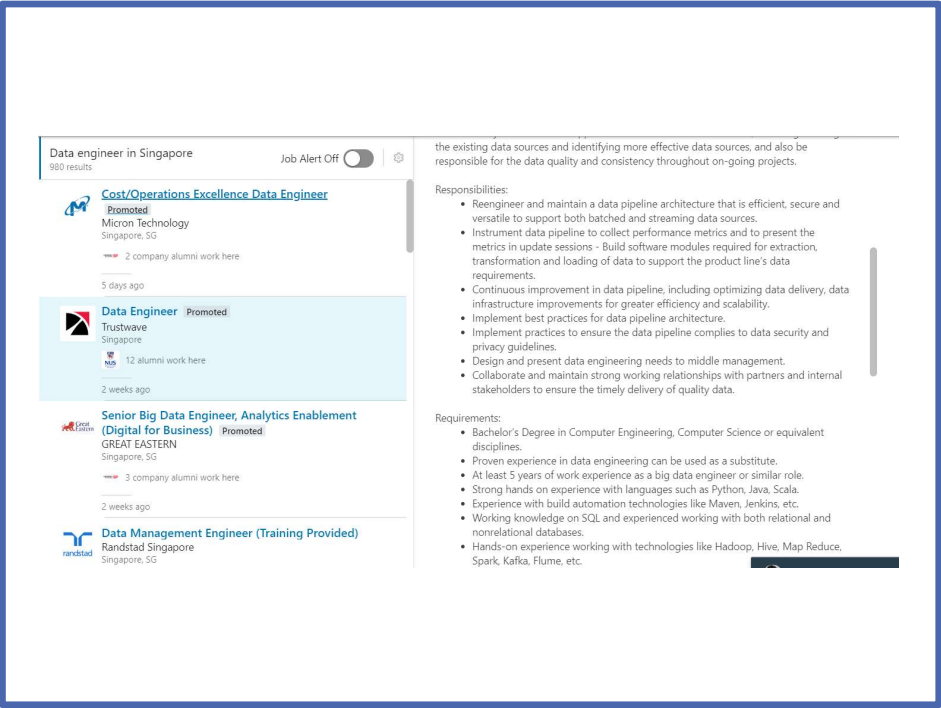 Data engineer in Singapore
980 results
Job Alert Off
Cost/Operations Excellence Data Engineer
Promoted
Micron Technology
Singapore, SG
2 company alumni work here
5 days ago
Data Engineer Promoted
Trustwave
Singapore
NUS
12 alumni work here
2 weeks ago
Senior Big Data Engineer, Analytics Enablement
(Digital for Business) Promoted
Great
Eastern
GREAT EASTERN
Singapore, SG
3 company alumni work here
2 weeks ago
Data Management Engineer (Training Provided)
randstad
Randstad Singapore
Singapore, SG
the existing data sources and identifying more effective data sources, and also be
responsible for the data quality and consistency throughout on-going projects.
Responsibilities:
• Reengineer and maintain a data pipeline architecture that is efficient, secure and
versatile to support both batched and streaming data sources.
• Instrument data pipeline to collect performance metrics and to present the
metrics in update sessions - Build software modules required for extraction,
transformation and loading of data to support the product line's data
requirements.
• Continuous improvement in data pipeline, including optimizing data delivery, data
infrastructure improvements for greater efficiency and scalability.
• Implement best practices for data pipeline architecture.
• Implement practices to ensure the data pipeline complies to data security and
privacy guidelines.
• Design and present data engineering needs to middle management.
• Collaborate and maintain strong working relationships with partners and internal
stakeholders to ensure the timely delivery of quality data.
Requirements:
• Bachelor's Degree in Computer Engineering, Computer Science or equivalent
disciplines.
• Proven experience in data engineering can be used as a substitute.
• At least 5 years of work experience as a big data engineer or similar role.
• Strong hands on experience with languages such as Python, Java, Scala.
• Experience with build automation technologies like Maven, Jenkins, etc.
• Working knowledge on SQL and experienced working with both relational and
nonrelational databases.
• Hands-on experience working with technologies like Hadoop, Hive, Map Reduce,
Spark, Kafka, Flume, etc.